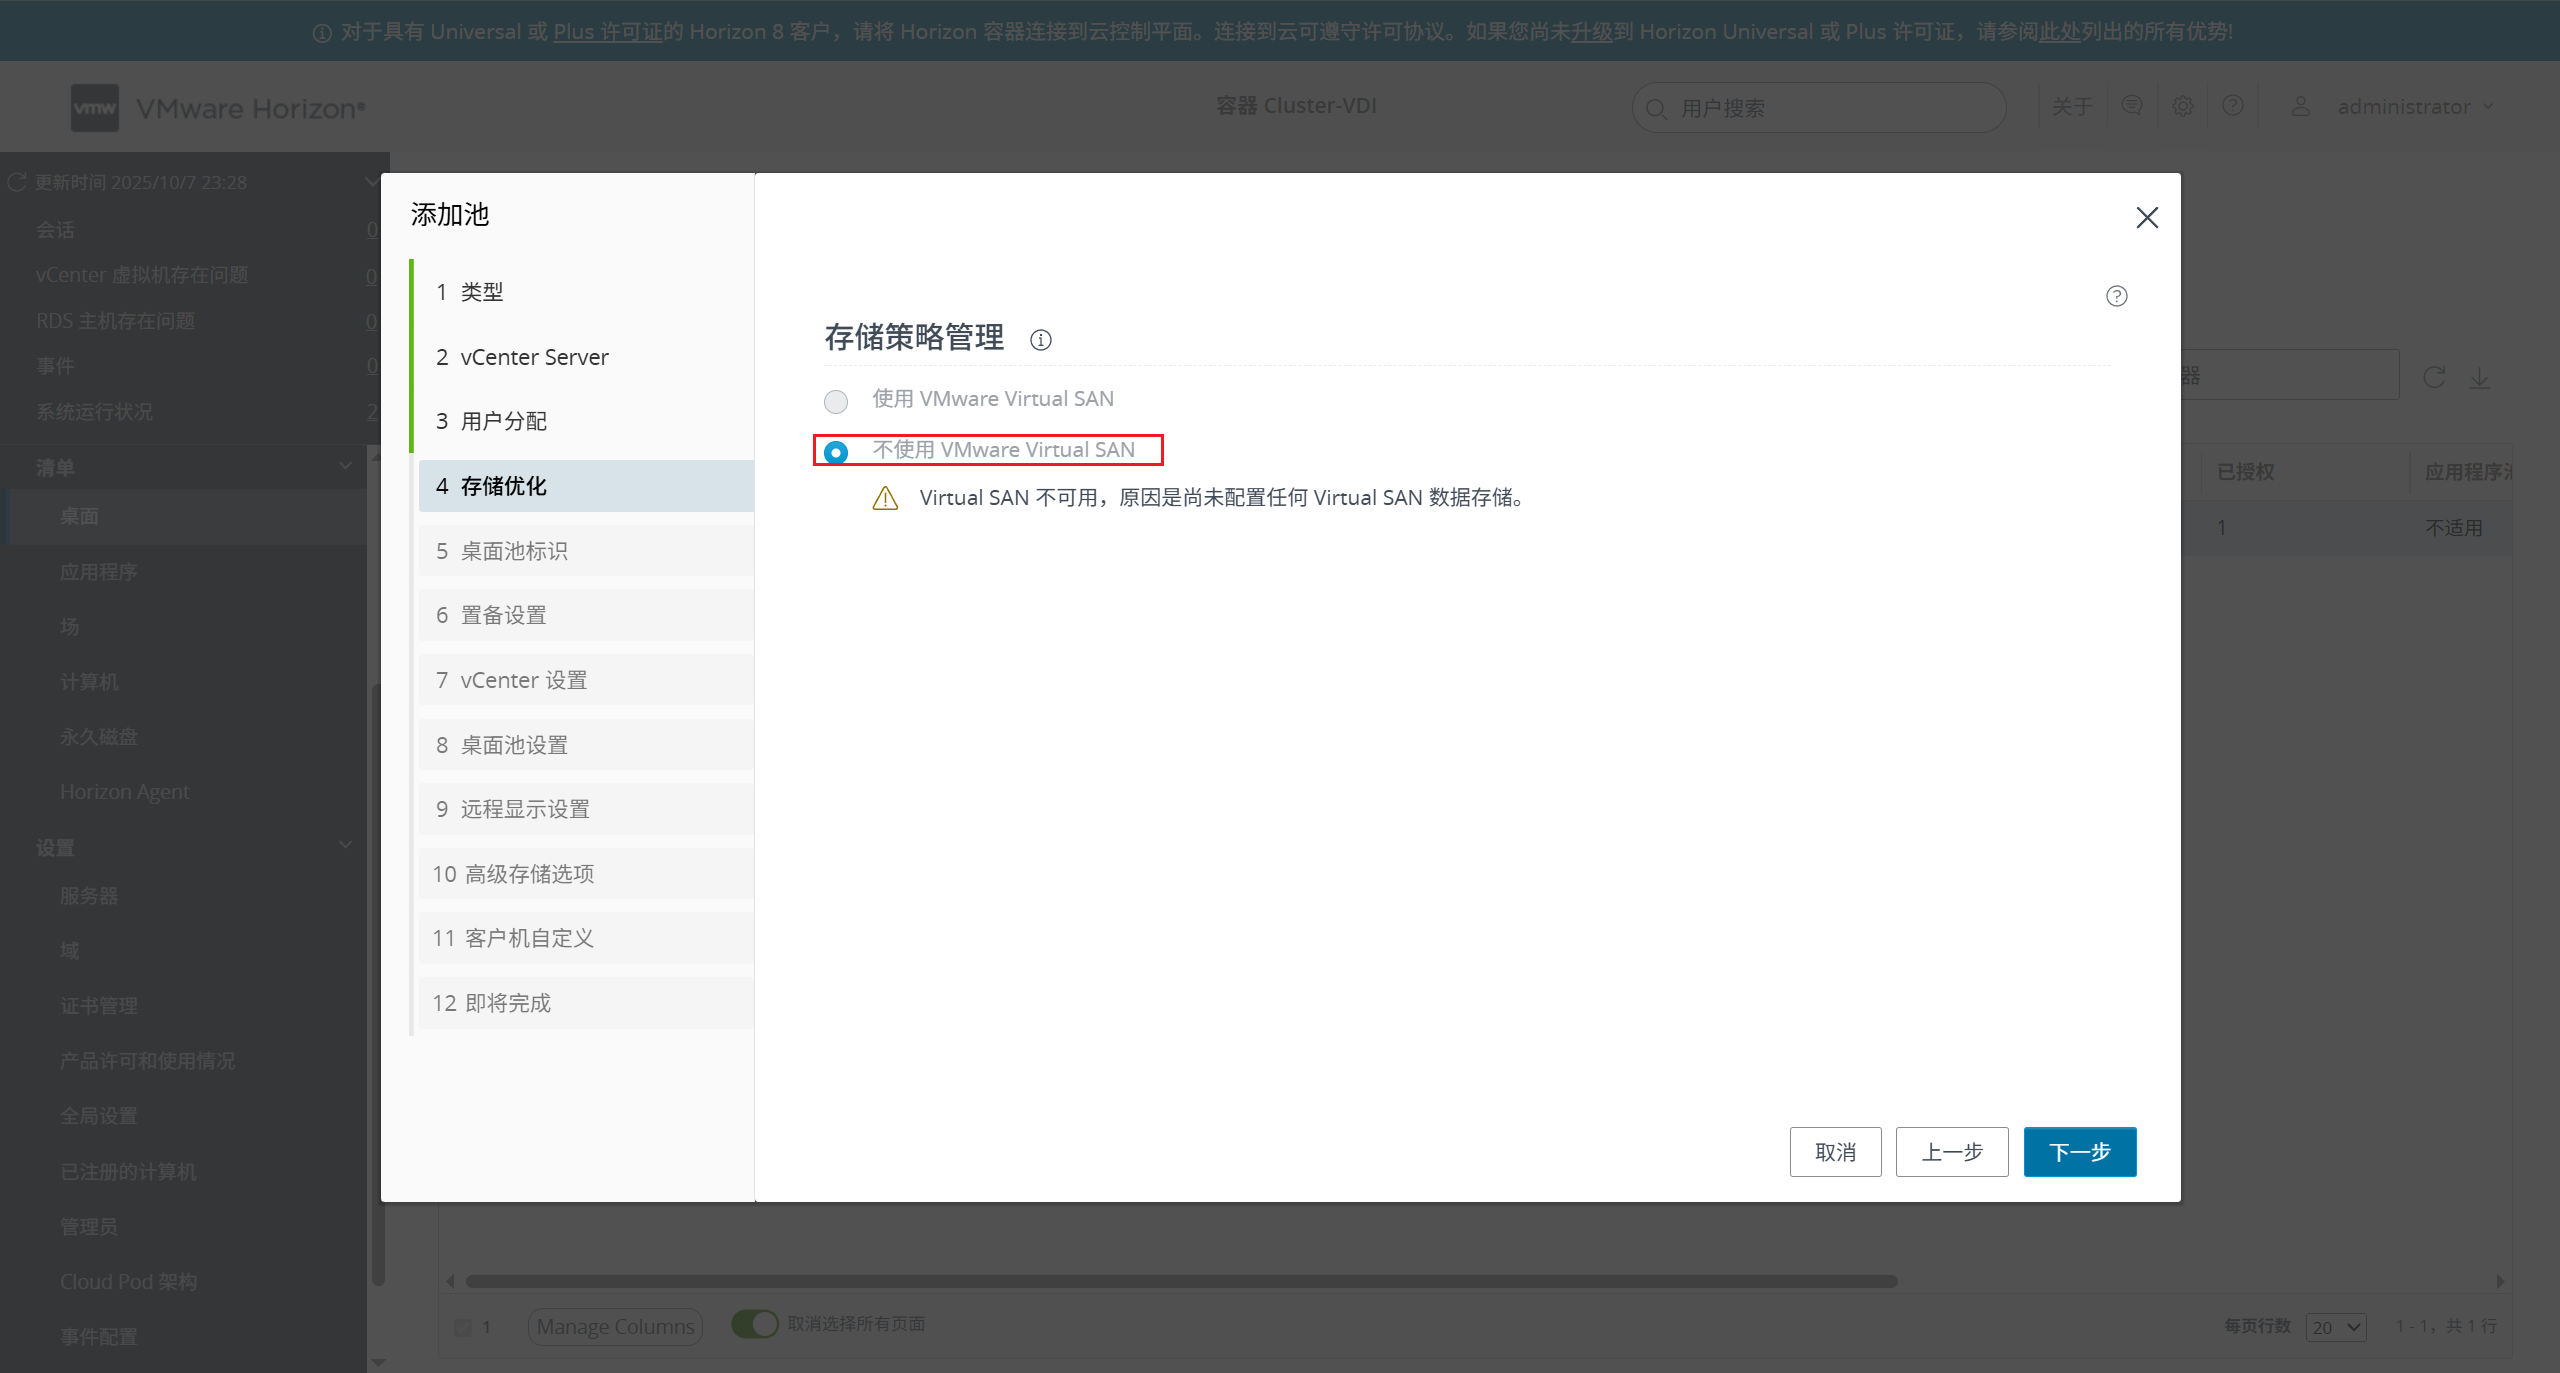 对于具有 Universal 或 Plus 许可证的 Horizon 8 客户，请将 Horizon 容器连接到云控制平面。连接到云可遵守许可协议。如果您尚未升级到 Horizon Universal 或 Plus 许可证，请参阅此处列出的所有优势!
vmw VMware Horizon®
容器 Cluster-VDI
用户搜索
关于
administrator
更新时间 2025/10/7 23:28
会话 0
vCenter 虚拟机存在问题 0
RDS 主机存在问题 0
事件 0
系统运行状况 2
清单
桌面
应用程序
场
计算机
永久磁盘
Horizon Agent
设置
服务器
域
证书管理
产品许可和使用情况
全局设置
已注册的计算机
管理员
Cloud Pod 架构
事件配置
添加池
1 类型
2 vCenter Server
3 用户分配
4 存储优化
5 桌面池标识
6 置备设置
7 vCenter 设置
8 桌面池设置
9 远程显示设置
10 高级存储选项
11 客户机自定义
12 即将完成
存储策略管理
使用 VMware Virtual SAN
不使用 VMware Virtual SAN
Virtual SAN 不可用，原因是尚未配置任何 Virtual SAN 数据存储。
取消
上一步
下一步
器
已授权
应用程序
1
不适用
1
Manage Columns
取消选择所有页面
每页行数
20
1 - 1，共 1 行